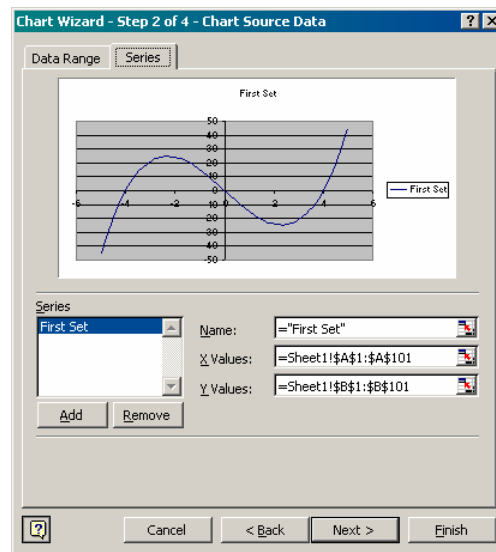 Chart Wizard - Step 2 of 4 - Chart Source Data
Data Range
Series
First Set
50
40
30
20
10
0
-6
-4
-2
0
2
4
6
-10
-20
-30
-40
-50
First Set
Series
First Set
Name:
="First Set"
X Values:
=Sheet1!$A$1:$A$101
Y Values:
=Sheet1!$B$1:$B$101
Add
Remove
Cancel
< Back
Next >
Finish